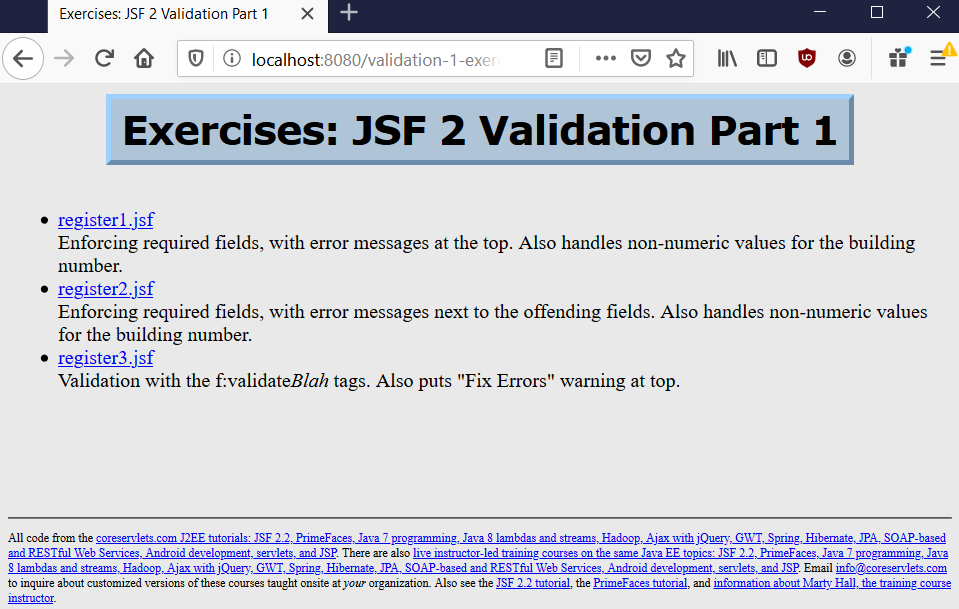 Exercises: JSF 2 Validation Part 1
localhost:8080/validation-1-exer
Exercises: JSF 2 Validation Part 1
register1.jsf
Enforcing required fields, with error messages at the top. Also handles non-numeric values for the building
number.
register2.jsf
Enforcing required fields, with error messages next to the offending fields. Also handles non-numeric values
for the building number.
register3.jsf
Validation with the f:validateBlah tags. Also puts "Fix Errors" warning at top.
All code from the coreservlets.com J2EE tutorials: JSF 2.2, PrimeFaces, Java 7 programming, Java 8 lambdas and streams, Hadoop, Ajax with jQuery, GWT, Spring, Hibernate, JPA, SOAP-based
and RESTful Web Services, Android development, servlets, and JSP. There are also live instructor-led training courses on the same Java EE topics: JSF 2.2, PrimeFaces, Java 7 programming, Java
8 lambdas and streams, Hadoop, Ajax with jQuery, GWT, Spring, Hibernate, JPA, SOAP-based and RESTful Web Services, Android development, servlets, and JSP. Email info@coreservlets.com
to inquire about customized versions of these courses taught onsite at your organization. Also see the JSF 2.2 tutorial, the PrimeFaces tutorial, and information about Marty Hall, the training course
instructor.